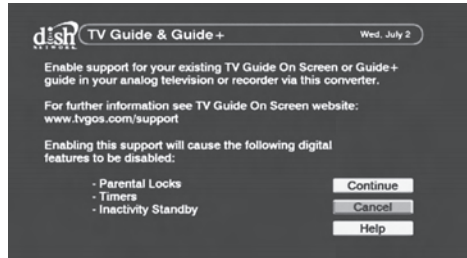 dish
NETWORK
TV Guide & Guide+
Wed, July 2
Enable support for your existing TV Guide On Screen or Guide+
guide in your analog television or recorder via this converter.
For further information see TV Guide On Screen website:
www.tvgos.com/support
Enabling this support will cause the following digital
features to be disabled:
- Parental Locks
- Timers
- Inactivity Standby
Continue
Cancel
Help